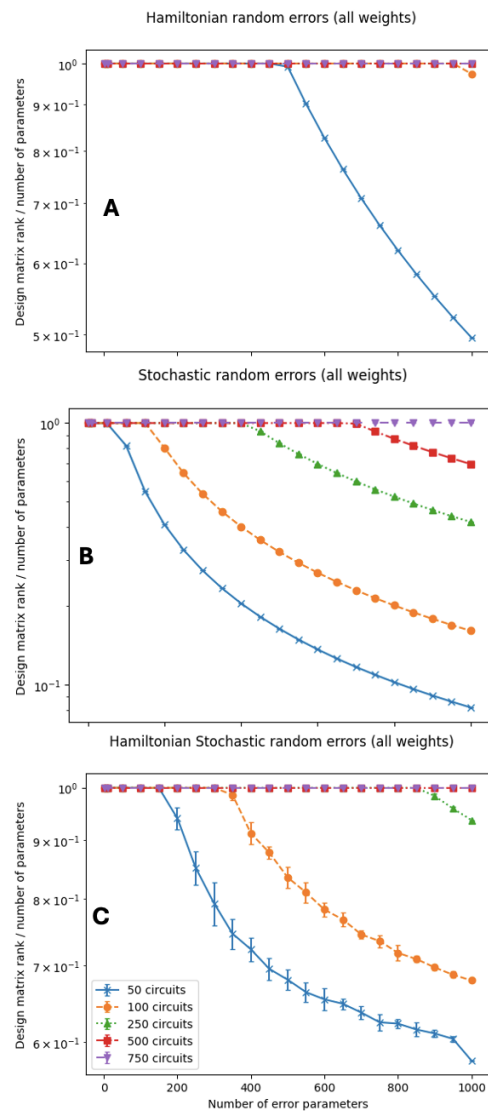 Hamiltonian random errors (all weights)
10⁰
9 × 10⁻¹
8 × 10⁻¹
7 × 10⁻¹
6 × 10⁻¹
5 × 10⁻¹
Design matrix rank / number of parameters
A
Stochastic random errors (all weights)
10⁰
10⁻¹
Design matrix rank / number of parameters
B
Hamiltonian Stochastic random errors (all weights)
10⁰
9 × 10⁻¹
8 × 10⁻¹
7 × 10⁻¹
6 × 10⁻¹
Design matrix rank / number of parameters
C
50 circuits
100 circuits
250 circuits
500 circuits
750 circuits
0 200 400 600 800 1000
Number of error parameters